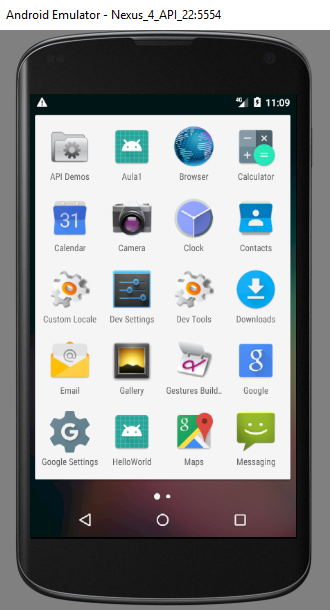 Android Emulator - Nexus_4_API_22:5554
4G 11:09
API Demos Aula1 Browser Calculator
31
Calendar Camera Clock Contacts
Custom Locale Dev Settings Dev Tools Downloads
Email Gallery Gestures Build.. Google
Google Settings HelloWorld Maps Messaging